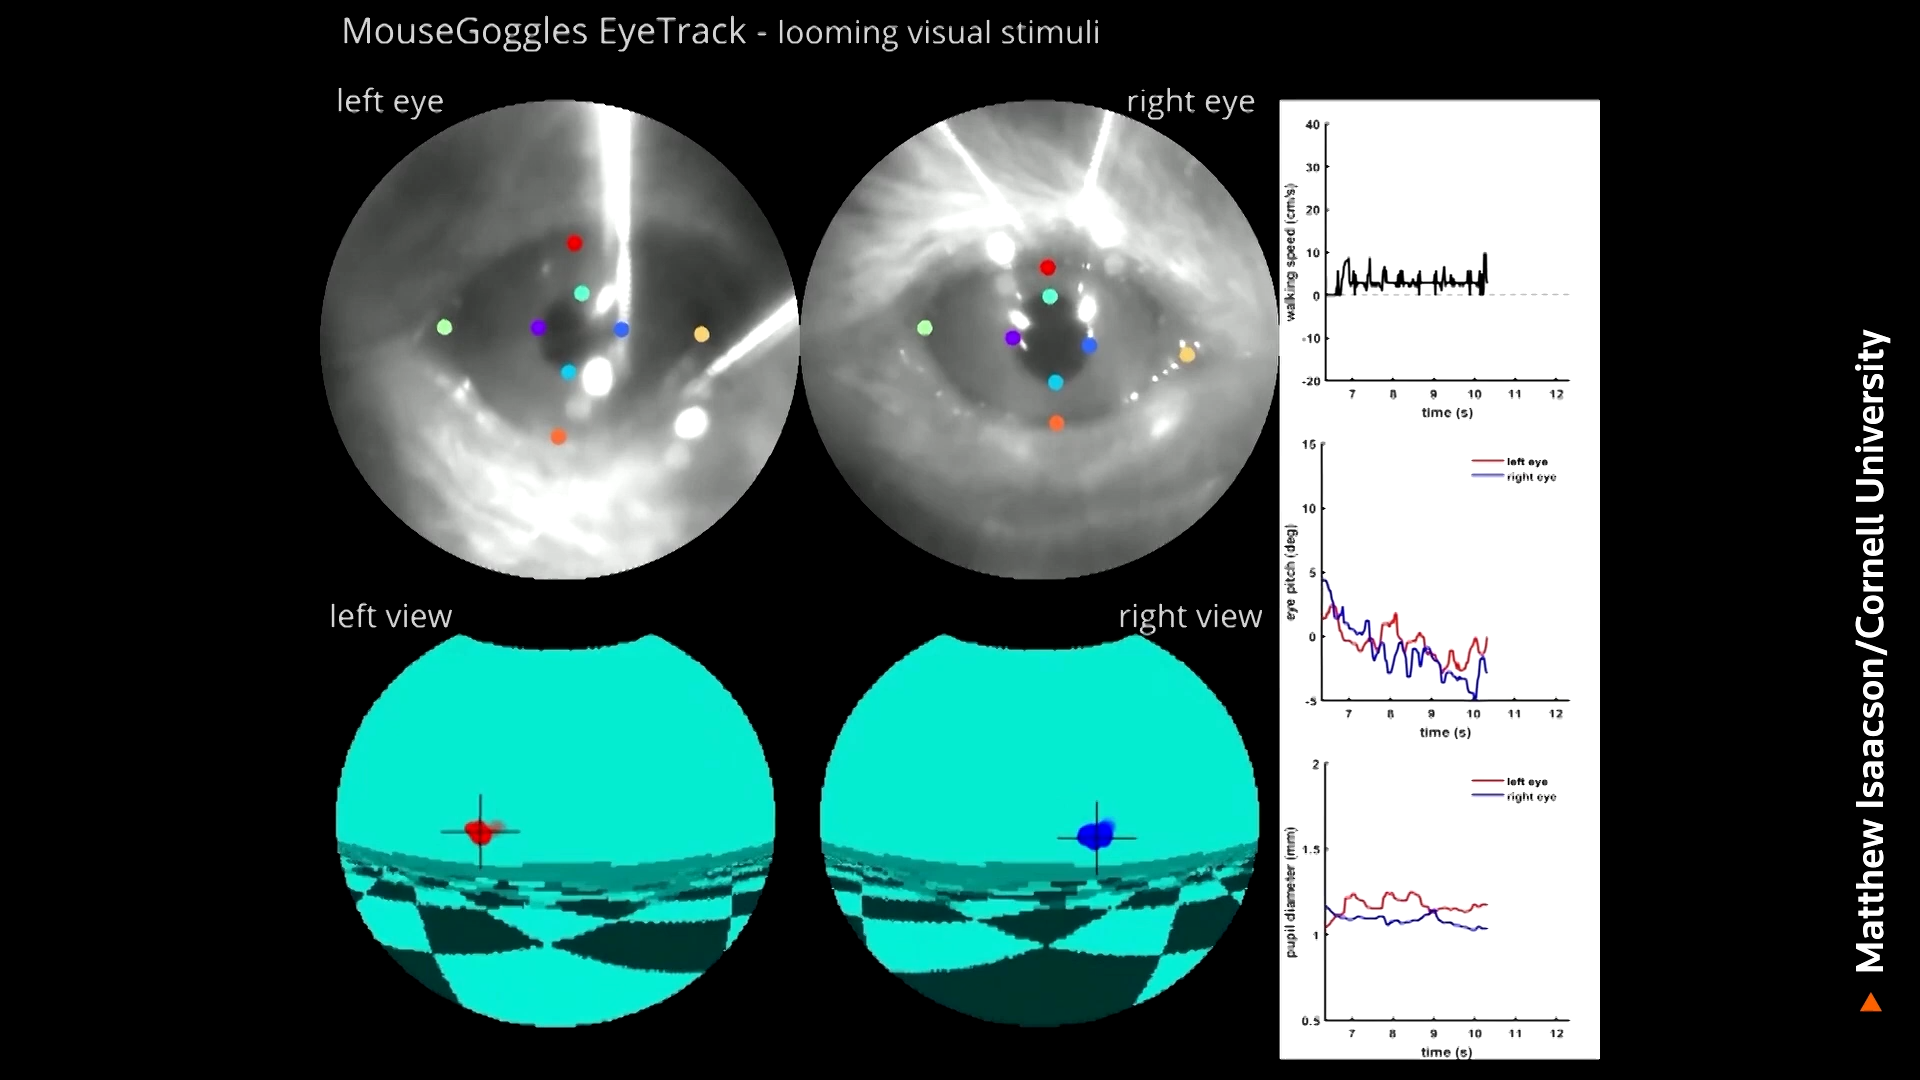 MouseGoggles EyeTrack - looming visual stimuli
left eye
right eye
left view
right view
40
30
20
10
0
-10
-20
walking speed (cm/s)
7 8 9 10 11 12
time (s)
15
10
5
0
-5
eye pitch (deg)
left eye
right eye
7 8 9 10 11 12
time (s)
2
1.5
1
0.5
pupil diameter (mm)
left eye
right eye
7 8 9 10 11 12
time (s)
Matthew Isaacson/Cornell University